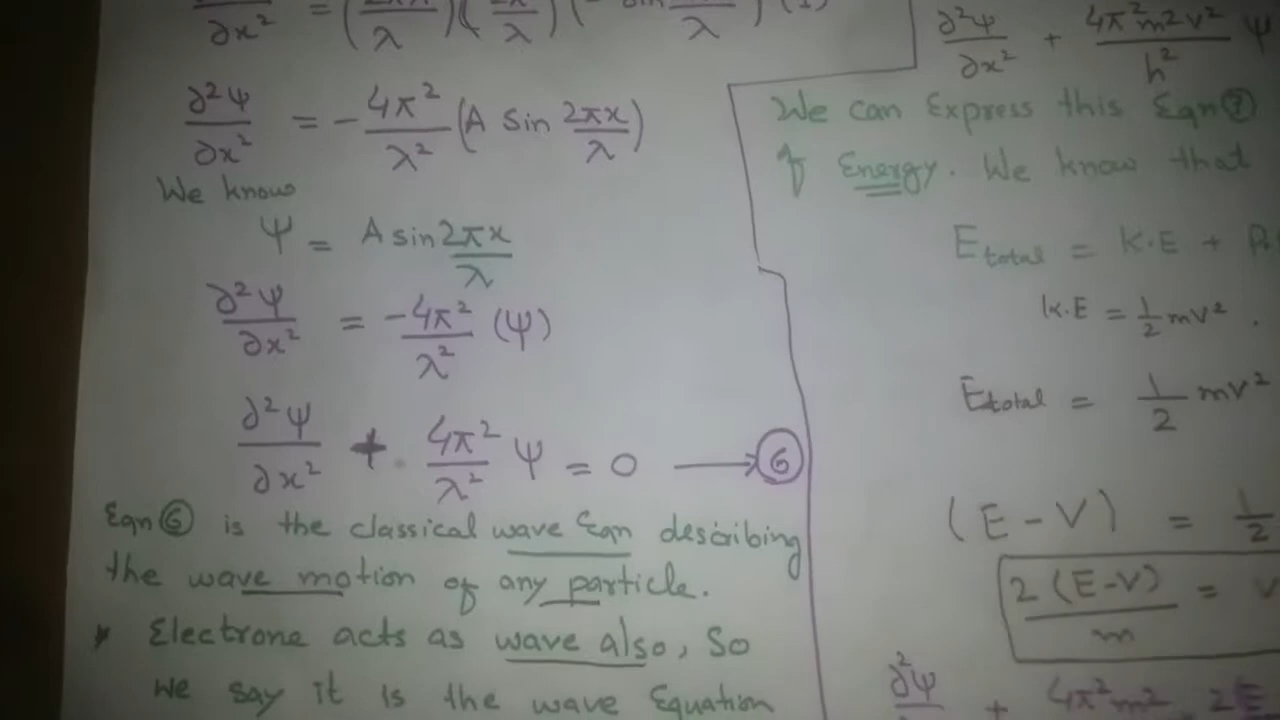 ∂²Ψ/∂x² = -4π²/λ² (A Sin 2πx/λ)
We know
Ψ = A sin 2πx/λ
∂²Ψ/∂x² = -4π²/λ² (Ψ)
∂²Ψ/∂x² + 4π²/λ² Ψ = 0 → ⑥
Eqn ⑥ is the classical wave Eqn describing
the wave motion of any particle.
* Electrone acts as wave also, So
We say it is the wave Equation
∂²Ψ/∂x² + 4π²m²v²/h² Ψ
We can Express this Eqn ⑦
of Energy. We know that
E total = K.E + P.
K.E = 1/2 mv².
E total = 1/2 mv²
(E - V) = 1/2
2(E-V)/m = v